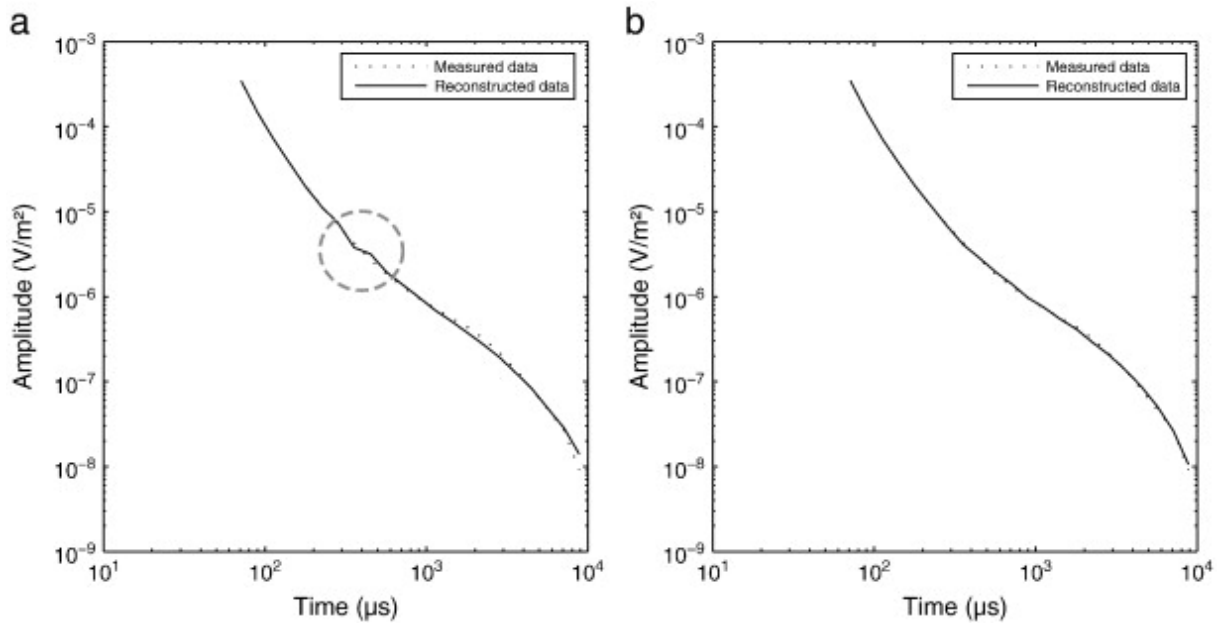 a
10⁻³
10⁻⁴
10⁻⁵
10⁻⁶
10⁻⁷
10⁻⁸
10⁻⁹
Amplitude (V/m²)
Measured data
Reconstructed data
10¹
10²
10³
10⁴
Time (µs)
b
10⁻³
10⁻⁴
10⁻⁵
10⁻⁶
10⁻⁷
10⁻⁸
10⁻⁹
Amplitude (V/m²)
Measured data
Reconstructed data
10¹
10²
10³
10⁴
Time (µs)